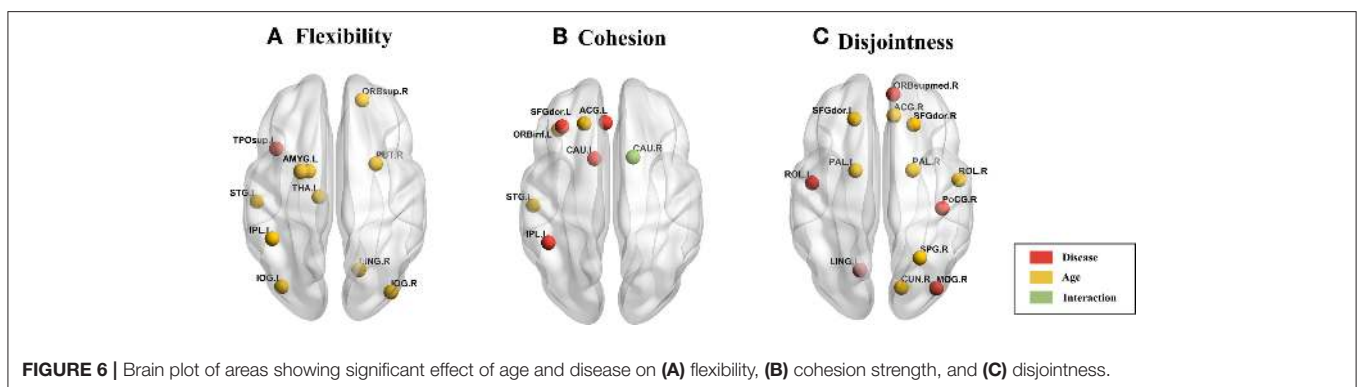 A Flexibility
B Cohesion
C Disjointness
ORBsup.R
TPOsup.L
AMYG.L
PUT.R
THA.L
STG.L
IPL.L
LING.R
IOG.L
IOG.R
SFGdor.L
ACG.L
ORBinf.L
CAU.L
CAU.R
STG.L
IPL.L
ORBsupmed.R
SFGdor.L
ACG.R
SFGdor.R
PAL.L
PAL.R
ROL.L
ROL.R
PoCG.R
SPG.R
LING.L
CUN.R
MOG.R
Disease
Age
Interaction
FIGURE 6 | Brain plot of areas showing significant effect of age and disease on (A) flexibility, (B) cohesion strength, and (C) disjointness.